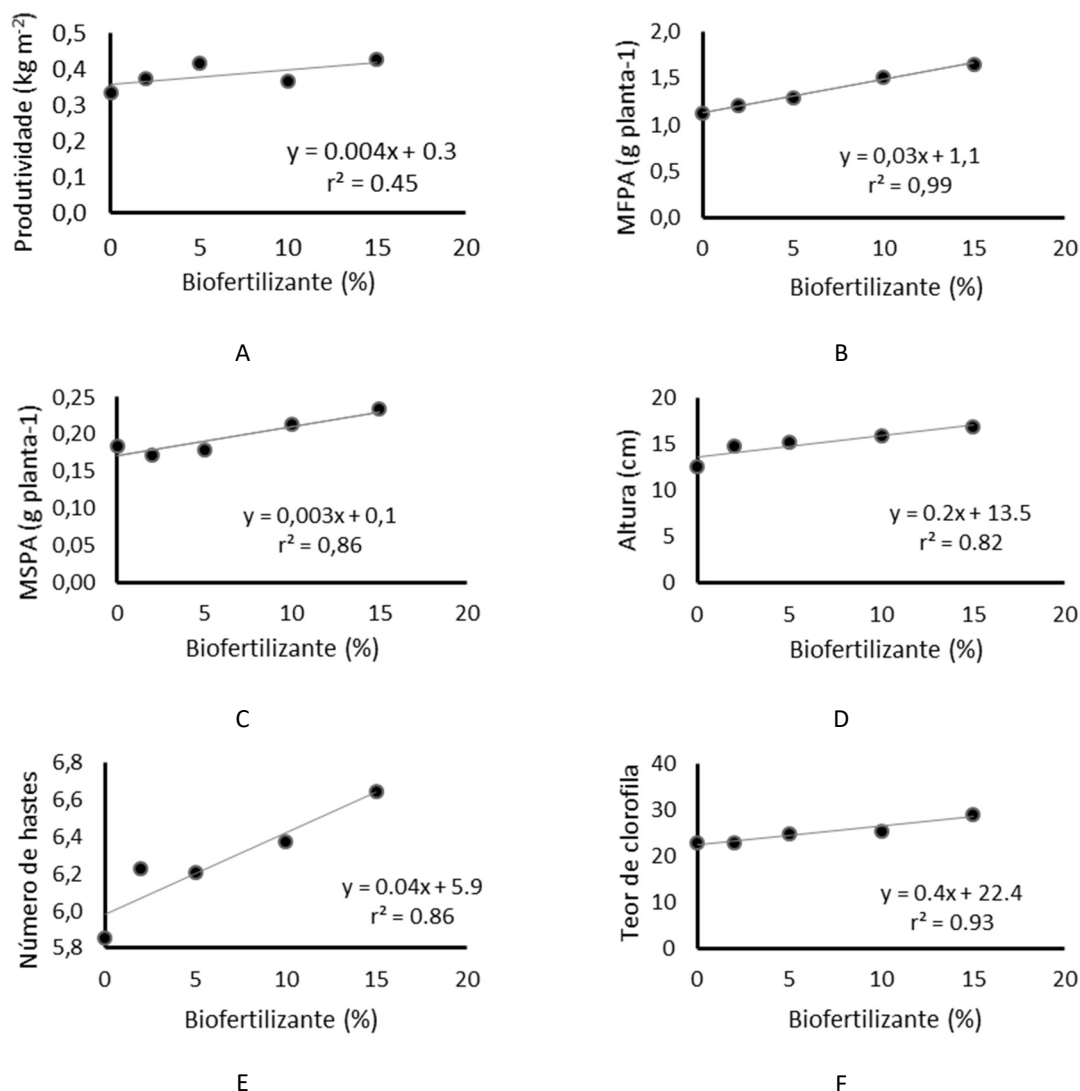 Produtividade (kg m-2)
0,5
0,4
0,3
0,2
0,1
0,0
y = 0.004x + 0.3
r² = 0.45
0 5 10 15 20
Biofertilizante (%)
A
MFPA (g planta-1)
2,0
1,5
1,0
0,5
0,0
y = 0,03x + 1,1
r² = 0,99
0 5 10 15 20
Biofertilizante (%)
B
MSPA (g planta-1)
0,25
0,20
0,15
0,10
0,05
0,00
y = 0,003x + 0,1
r² = 0,86
0 5 10 15 20
Biofertilizante (%)
C
Altura (cm)
20
15
10
5
0
y = 0.2x + 13.5
r² = 0.82
0 5 10 15 20
Biofertilizante (%)
D
Número de hastes
6,8
6,6
6,4
6,2
6,0
5,8
y = 0.04x + 5.9
r² = 0.86
0 5 10 15 20
Biofertilizante (%)
E
Teor de clorofila
40
30
20
10
0
y = 0.4x + 22.4
r² = 0.93
0 5 10 15 20
Biofertilizante (%)
F